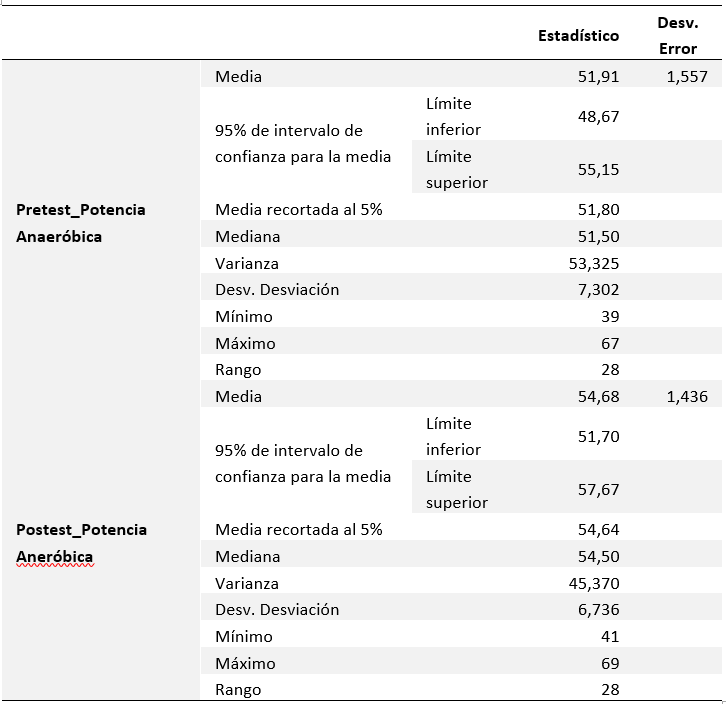 Estadístico Desv. Error
Pretest_Potencia Anaeróbica
Media 51,91 1,557
95% de intervalo de confianza para la media
Límite inferior 48,67
Límite superior 55,15
Media recortada al 5% 51,80
Mediana 51,50
Varianza 53,325
Desv. Desviación 7,302
Mínimo 39
Máximo 67
Rango 28
Postest_Potencia Aneróbica
Media 54,68 1,436
95% de intervalo de confianza para la media
Límite inferior 51,70
Límite superior 57,67
Media recortada al 5% 54,64
Mediana 54,50
Varianza 45,370
Desv. Desviación 6,736
Mínimo 41
Máximo 69
Rango 28